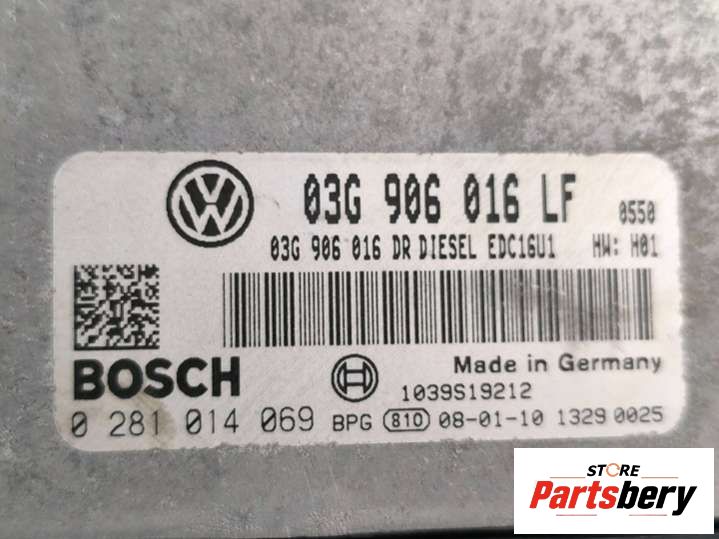 03G 906 016 LF 0550
03G 906 016 DR DIESEL EDC16U1 HW: H01
BOSCH
Made in Germany
1039S19212
0 281 014 069 BPG 810 08-01-10 1329 0025
STORE
Partsbery